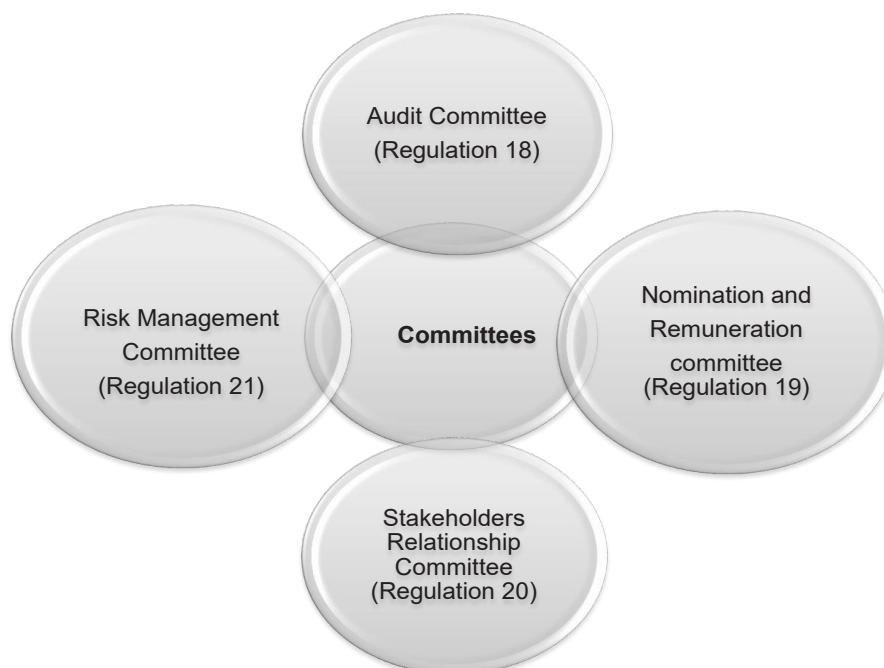 Audit Committee
(Regulation 18)
Risk Management
Committee
(Regulation 21)
Committees
Nomination and
Remuneration
committee
(Regulation 19)
Stakeholders
Relationship
Committee
(Regulation 20)